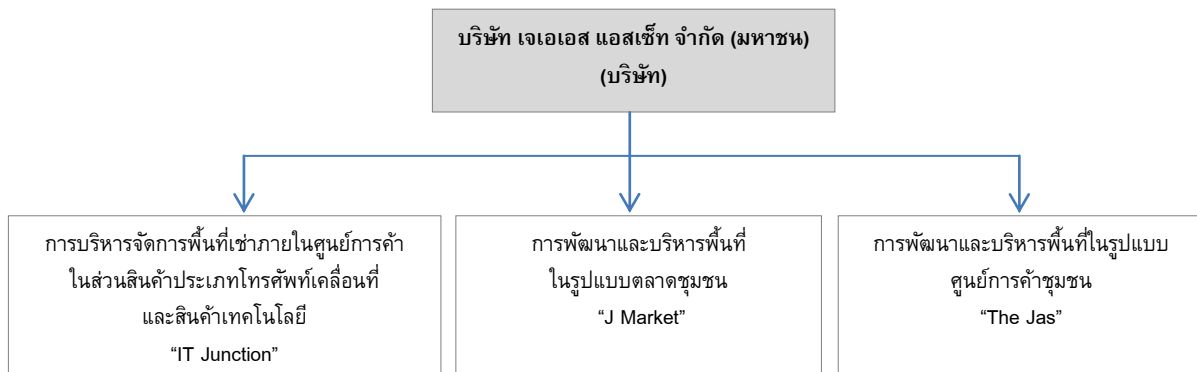 บริษัท เจเอเอส แอสเซ็ท จำกัด (มหาชน)
(บริษัท)
การบริหารจัดการพื้นที่เช่าภายในศูนย์การค้า
ในส่วนสินค้าประเภทโทรศัพท์เคลื่อนที่
และสินค้าเทคโนโลยี
“IT Junction”
การพัฒนาและบริหารพื้นที่
ในรูปแบบตลาดชุมชน
“J Market”
การพัฒนาและบริหารพื้นที่ในรูปแบบ
ศูนย์การค้าชุมชน
“The Jas”